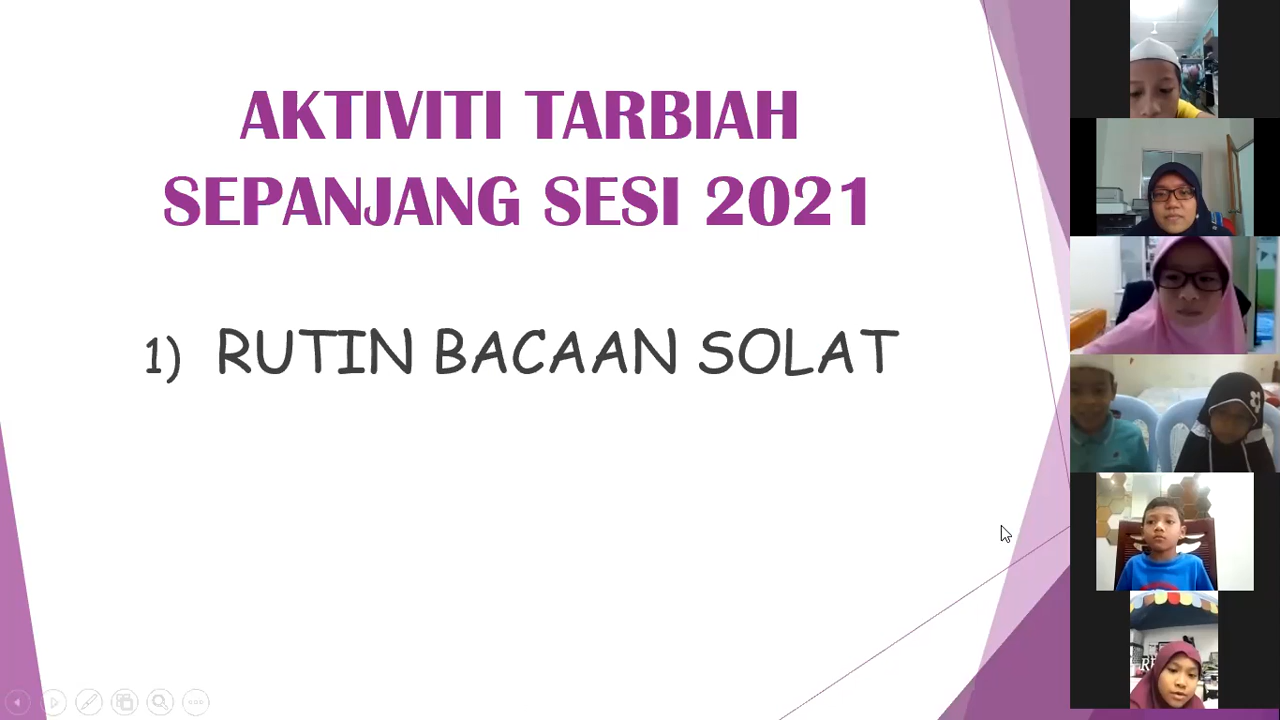 AKTIVITI TARBIAH
SEPANJANG SESI 2021
1) RUTIN BACAAN SOLAT